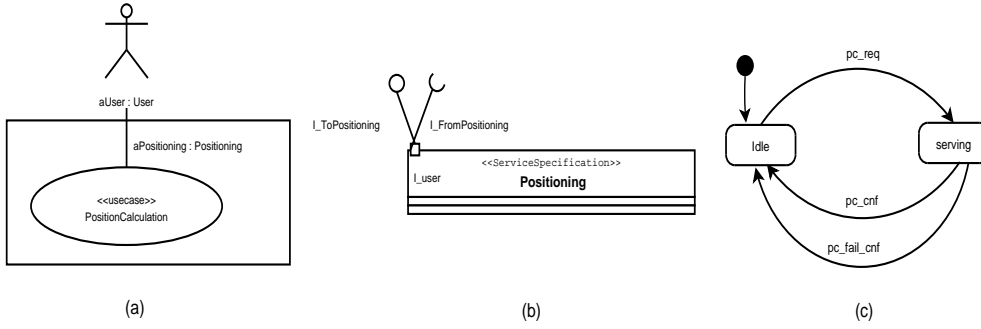 aUser : User
aPositioning : Positioning
<<usecase>>
PositionCalculation
(a)
I_ToPositioning
I_FromPositioning
<<ServiceSpecification>>
I_user
Positioning
(b)
pc_req
Idle
serving
pc_cnf
pc_fail_cnf
(c)